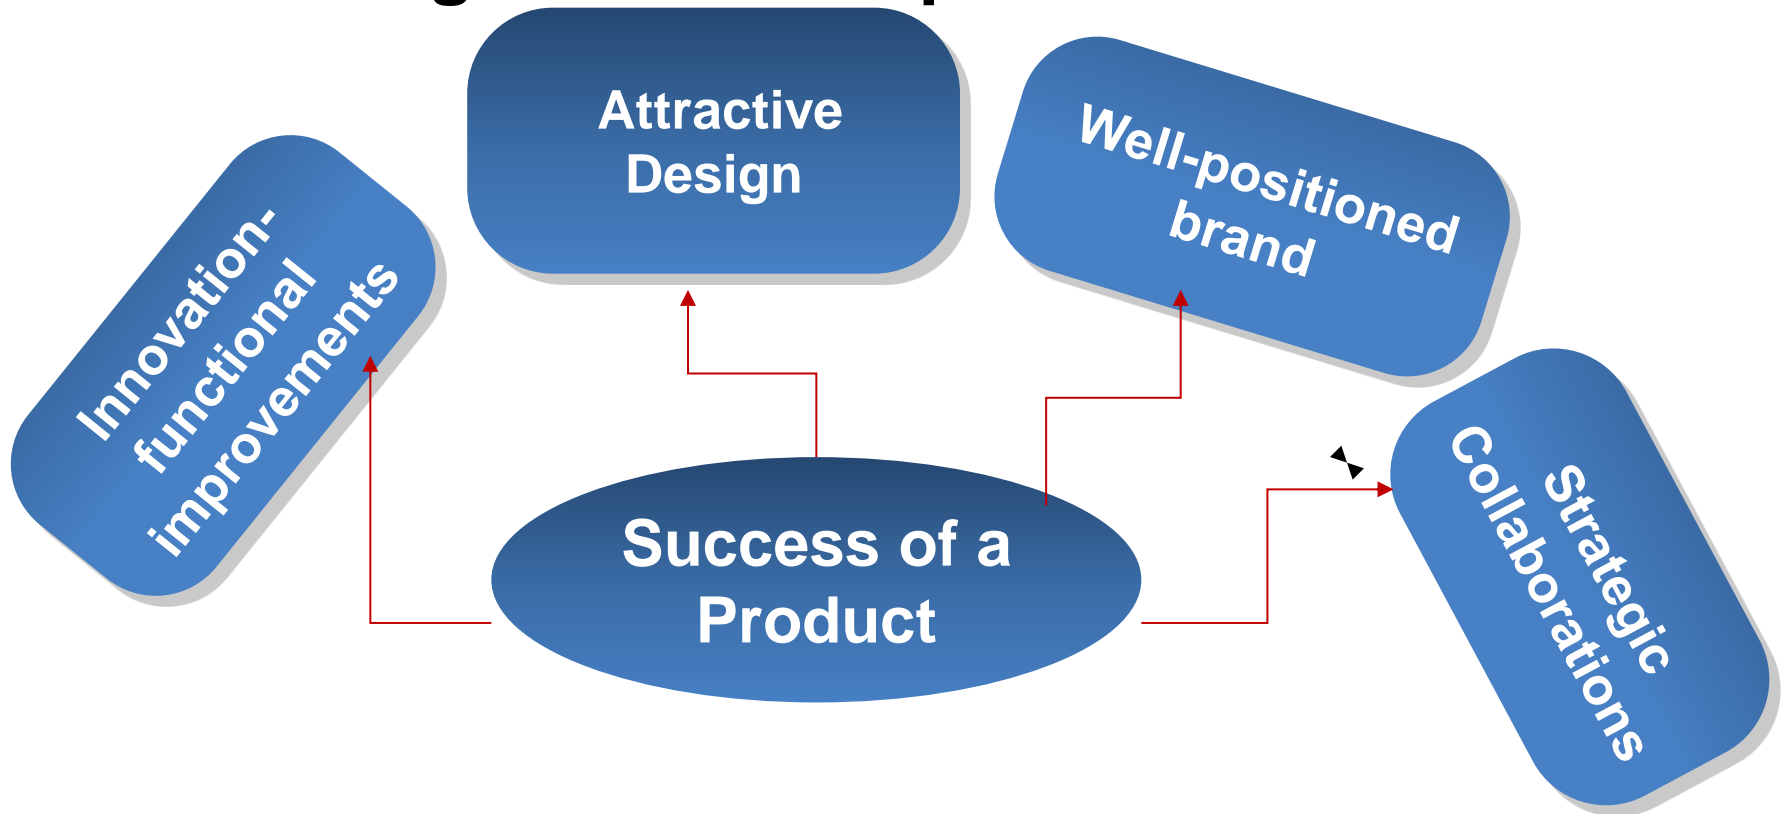 Innovation-
functional
improvements
Attractive
Design
Well-positioned
brand
Strategic
Collaborations
Success of a
Product